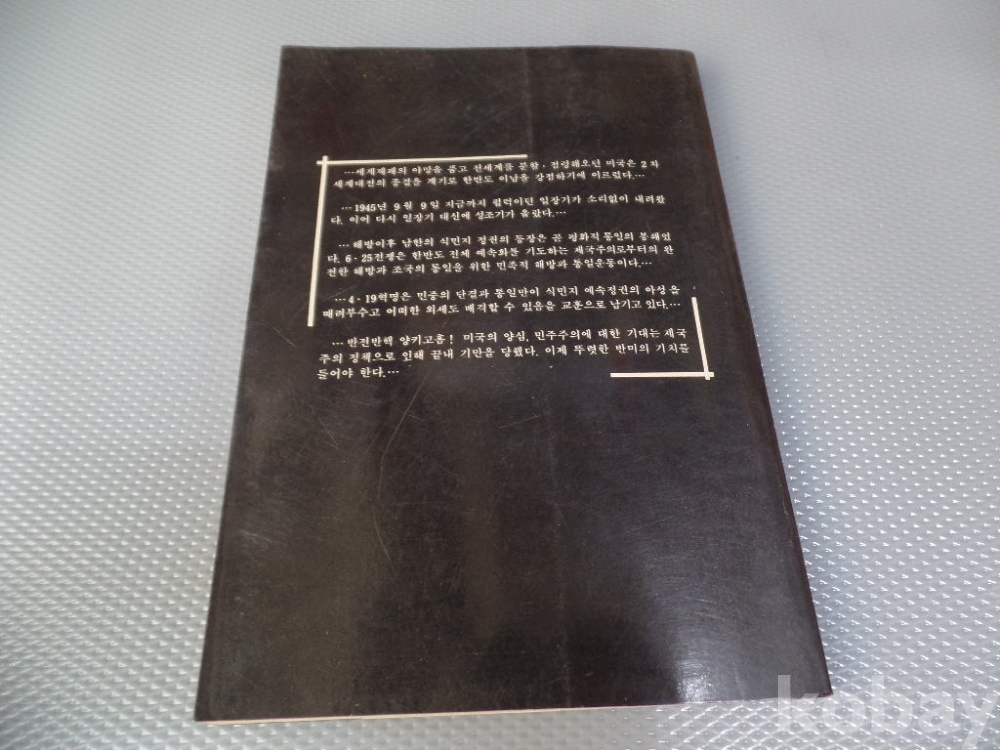 …세계제패의 야망을 품고 전세계를 분할·점령해오던 미국은 2차
세계대전의 종결을 계기로 한반도 이남을 강점하기에 이르렀다.…
…1945년 9월 9일 지금까지 펄럭이던 일장기가 소리없이 내려왔
다. 이어 다시 일장기 대신에 성조기가 올랐다.…
…해방이후 남한의 식민지 정권의 등장은 곧 평화적 통일의 봉쇄였
다. 6·25전쟁은 한반도 전체 예속화를 기도하는 제국주의로부터의 완
전한 해방과 조국의 통일을 위한 민족적 해방과 통일운동이다.…
…4·19혁명은 민중의 단결과 통일만이 식민지 예속정권의 아성을
때려부수고 어떠한 외세도 배격할 수 있음을 교훈으로 남기고 있다.…
…반전반핵 양키고홈! 미국의 양심, 민주주의에 대한 기대는 제국
주의 정책으로 인해 끝내 기만을 당했다. 이제 뚜렷한 반미의 기치를
들어야 한다.…
kobay